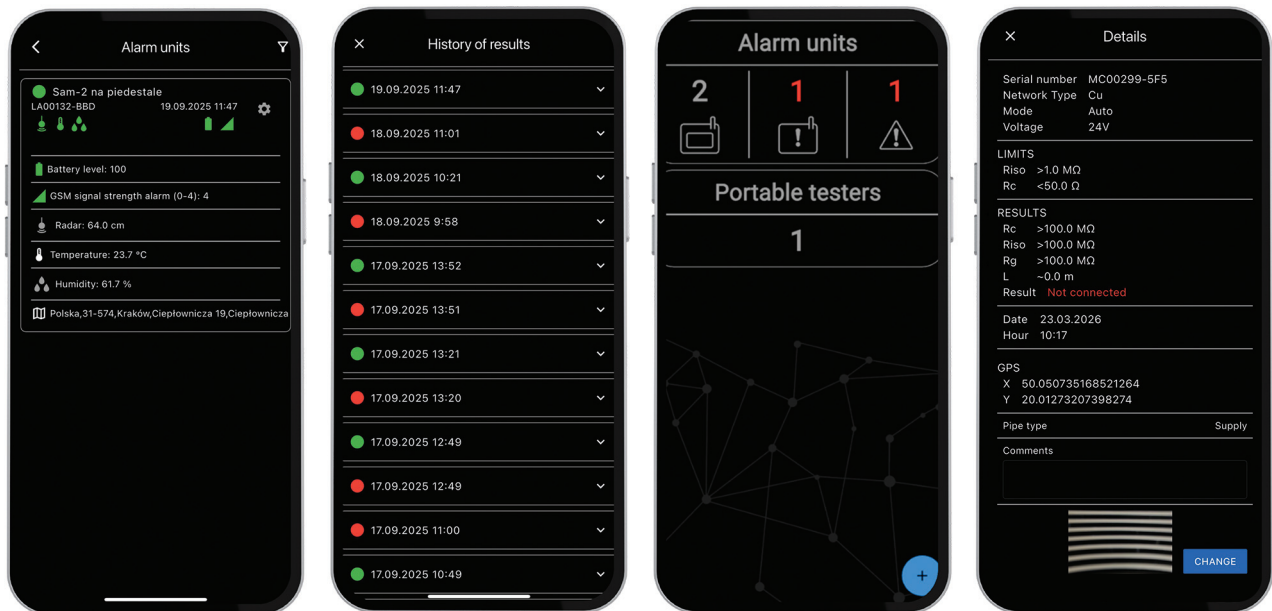 Alarm units
Sam-2 na piedestale
LA00132-BBD 19.09.2025 11:47
Battery level: 100
GSM signal strength alarm (0-4): 4
Radar: 64.0 cm
Temperature: 23.7 °C
Humidity: 61.7 %
Polska,31-574,Kraków,Ciepłownicza 19,Ciepłownicza
History of results
19.09.2025 11:47
18.09.2025 11:01
18.09.2025 10:21
18.09.2025 9:58
17.09.2025 13:52
17.09.2025 13:51
17.09.2025 13:21
17.09.2025 13:20
17.09.2025 12:49
17.09.2025 12:49
17.09.2025 11:00
17.09.2025 10:49
Alarm units
2 1 1
Portable testers
1
Details
Serial number MC00299-5F5
Network Type Cu
Mode Auto
Voltage 24V
LIMITS
Riso >1.0 MΩ
Rc <50.0 Ω
RESULTS
Rc >100.0 MΩ
Riso >100.0 MΩ
Rg >100.0 MΩ
L ~0.0 m
Result Not connected
Date 23.03.2026
Hour 10:17
GPS
X 50.050735168521264
Y 20.01273207398274
Pipe type Supply
Comments
CHANGE